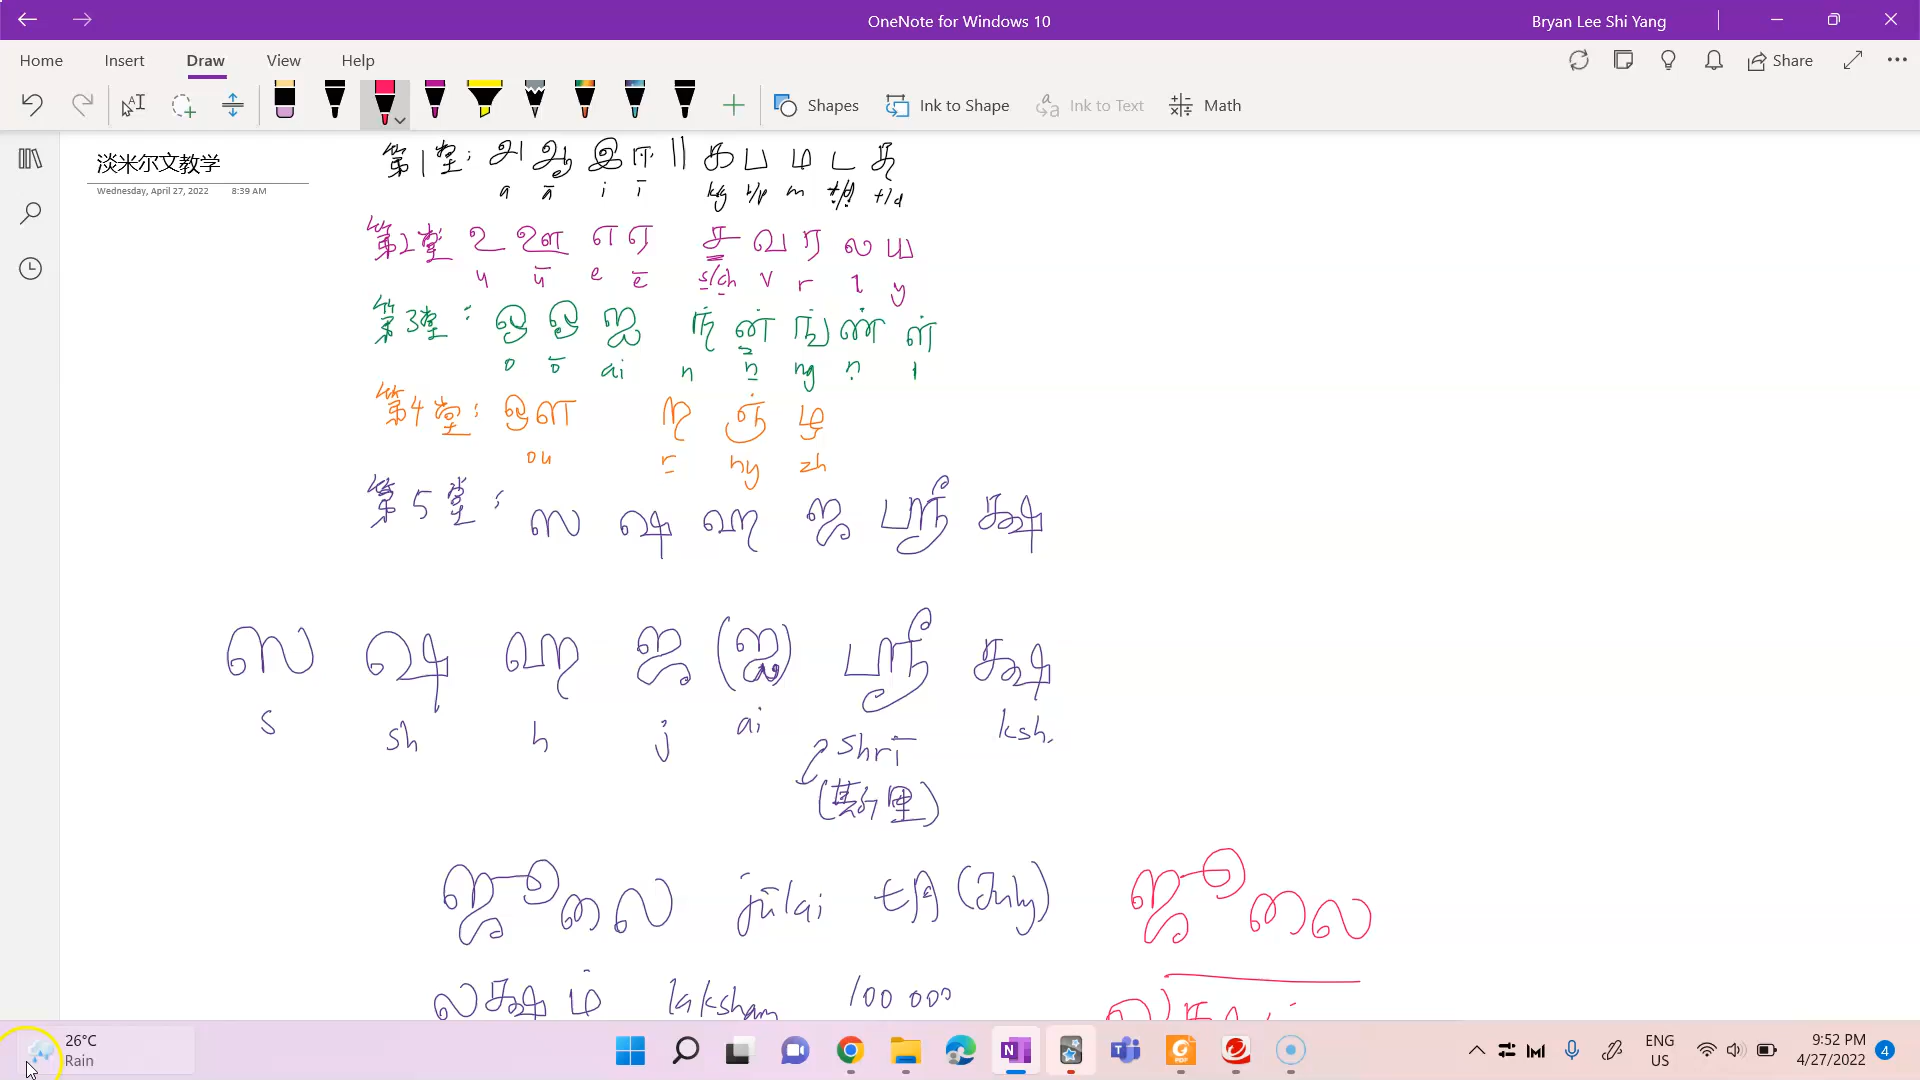 OneNote for Windows 10
Bryan Lee Shi Yang
Home Insert Draw View Help
Share
Shapes Ink to Shape Ink to Text Math
淡米尔文教学
Wednesday, April 27, 2022 8:39 AM
第1堂: அ ஆ இ ஈ || க ப ம ட த
a ā i ī k/g b/p m ṭ/ḍ t/d
第2堂 உ ஊ எ ஏ ச வ ர ல ய
u ū e ē s/ch v r l y
第3堂: ஒ ஓ ஐ ந் ன் ங் ண் ள்
o ō ai n n ng ṇ
第4堂: ஔ ற ஞ் ழ
ou r ny zh
第5堂: ஸ ஷ ஹ ஜ ஸ்ரீ க்ஷ
ஸ ஷ ஹ ஜ (ஐ) ஸ்ரீ க்ஷ
s sh h j ai shrī ksh
(斯里)
ஜூலை jūlai 七月 (July) ஜூலை
லக்ஷம் laksham 100 000
26°C
Rain
ENG
US
9:52 PM
4/27/2022
4